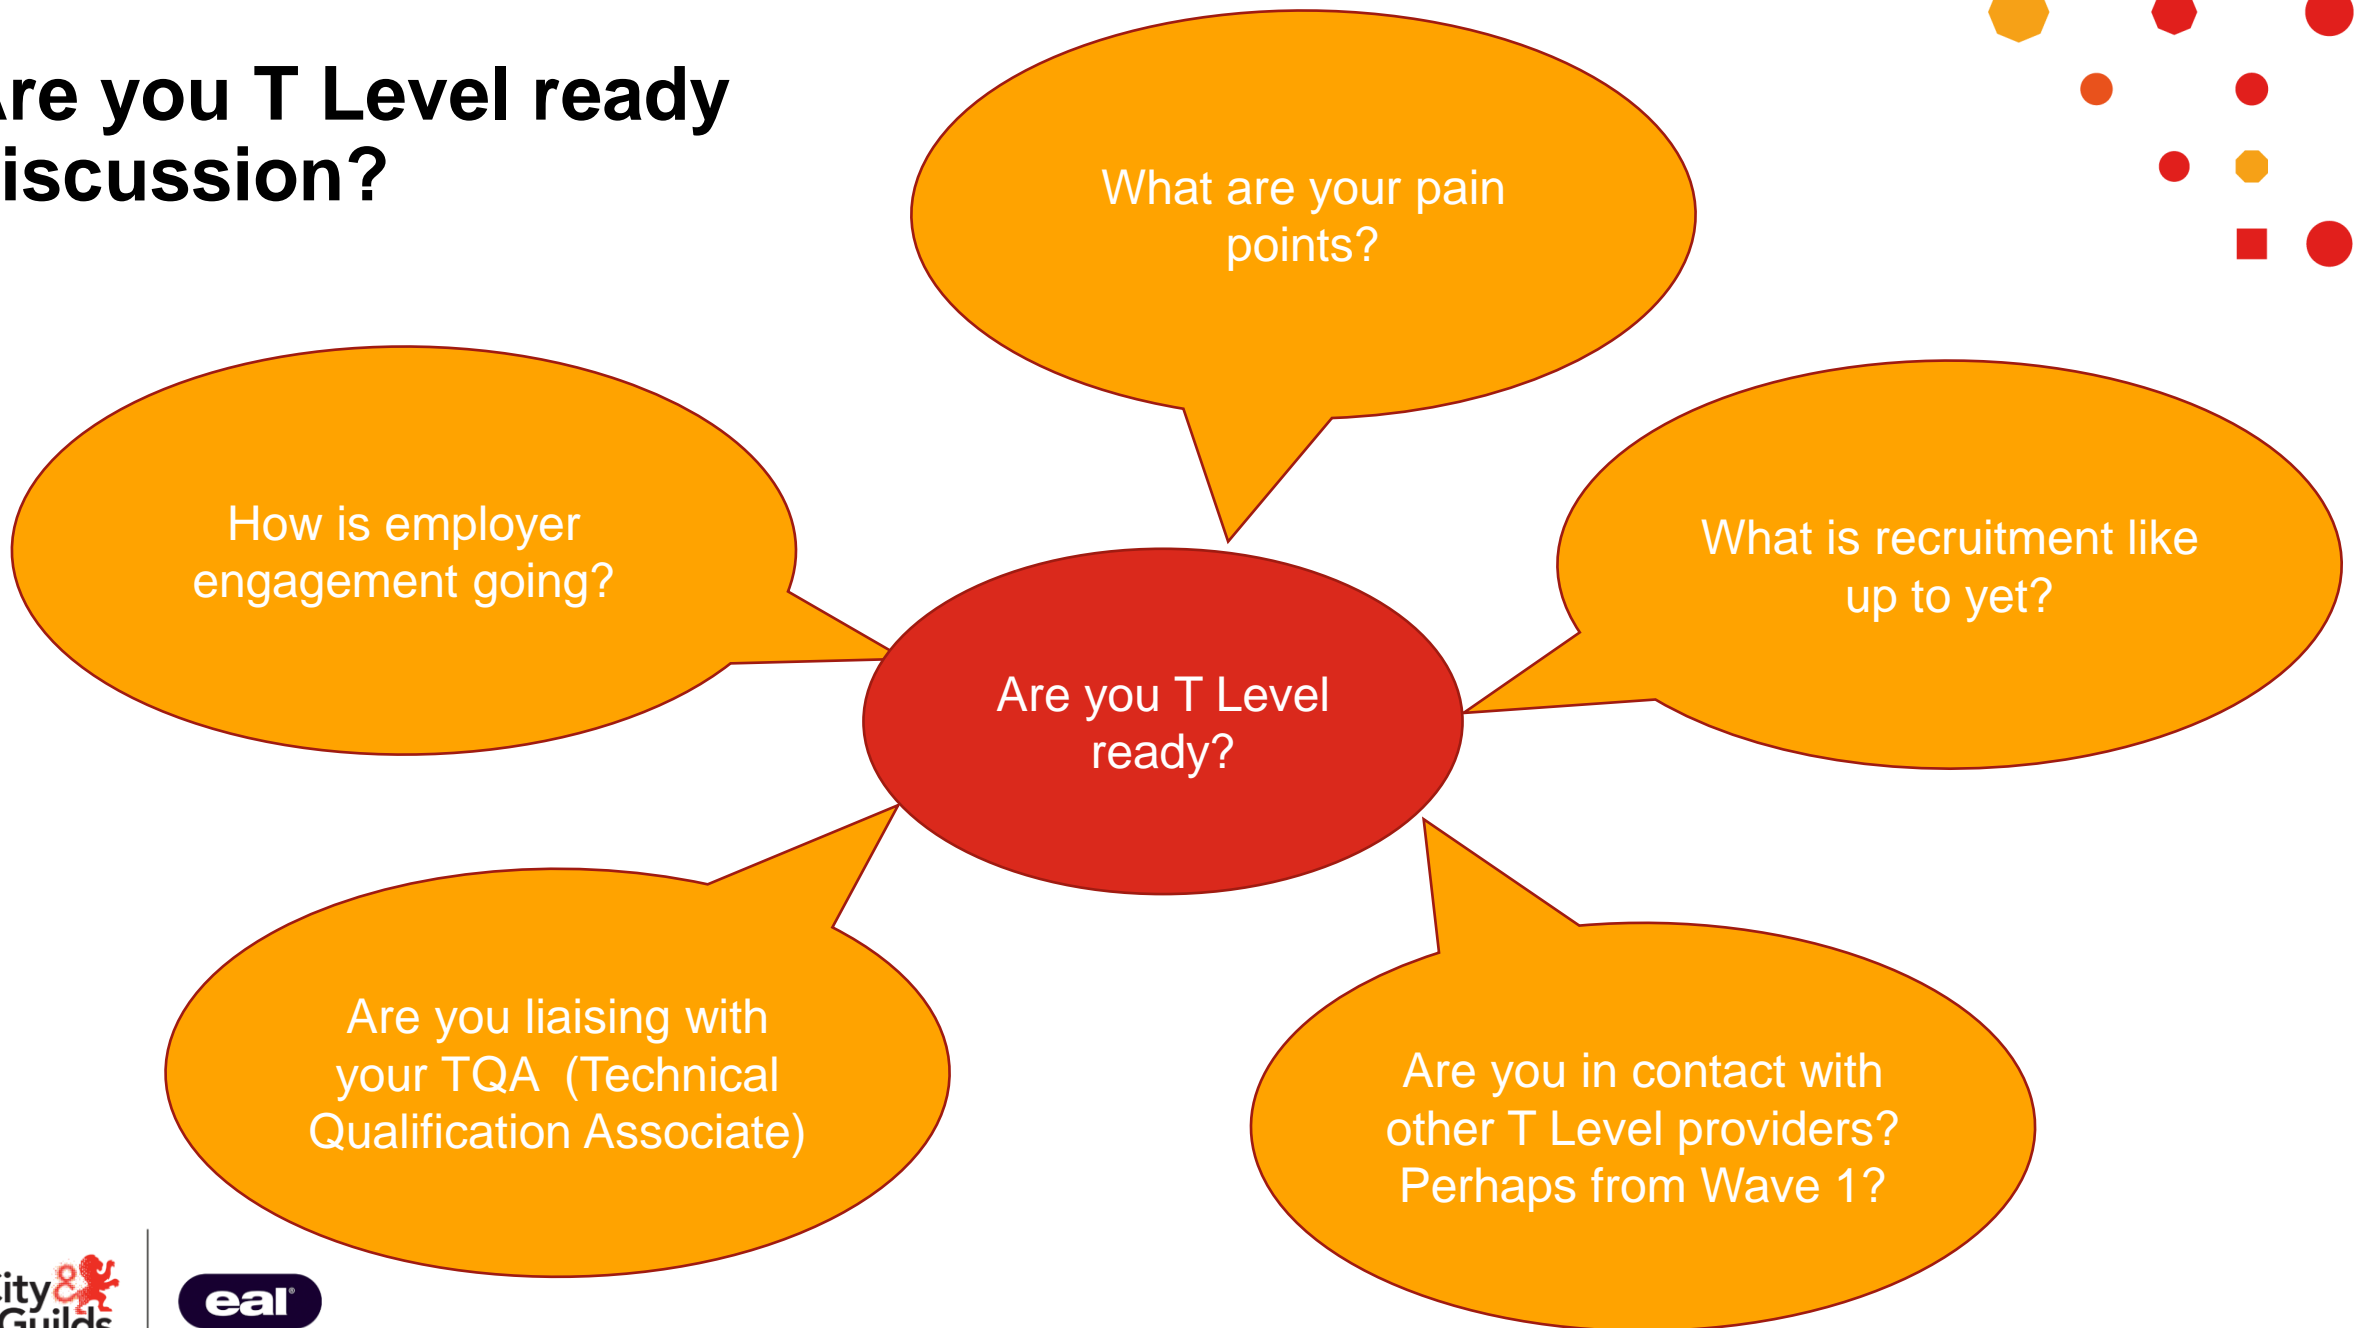 re you T Level ready
iscussion?
What are your pain
points?
How is employer
engagement going?
What is recruitment like
up to yet?
Are you T Level
ready?
Are you liaising with
your TQA (Technical
Qualification Associate)
Are you in contact with
other T Level providers?
Perhaps from Wave 1?
ity&
Guilds
eal